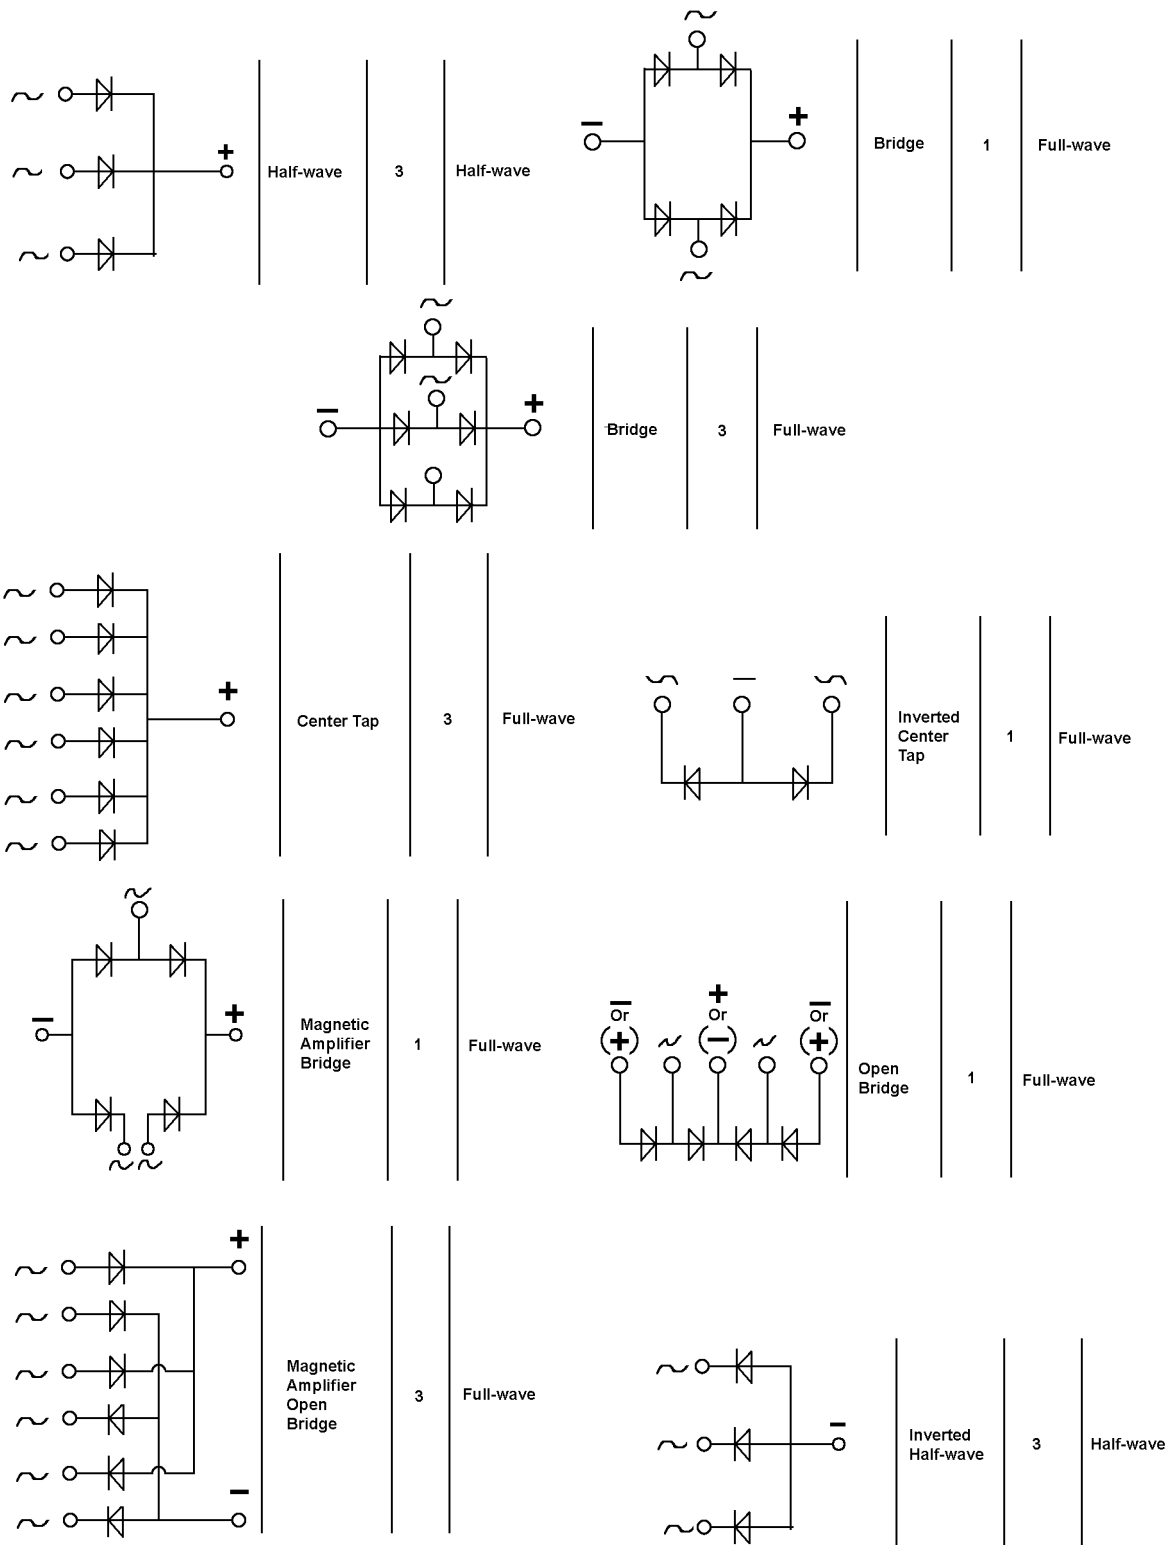 Half-wave 3 Half-wave
+
Bridge 1 Full-wave
− +
Bridge 3 Full-wave
− +
Center Tap 3 Full-wave
+
Inverted
Center
Tap
1 Full-wave
−
Magnetic
Amplifier
Bridge
1 Full-wave
− +
− + −
Or Or Or
(+) (−) (+)
Open
Bridge
1 Full-wave
+
Magnetic
Amplifier
Open
Bridge
3 Full-wave
−
−
Inverted
Half-wave
3 Half-wave